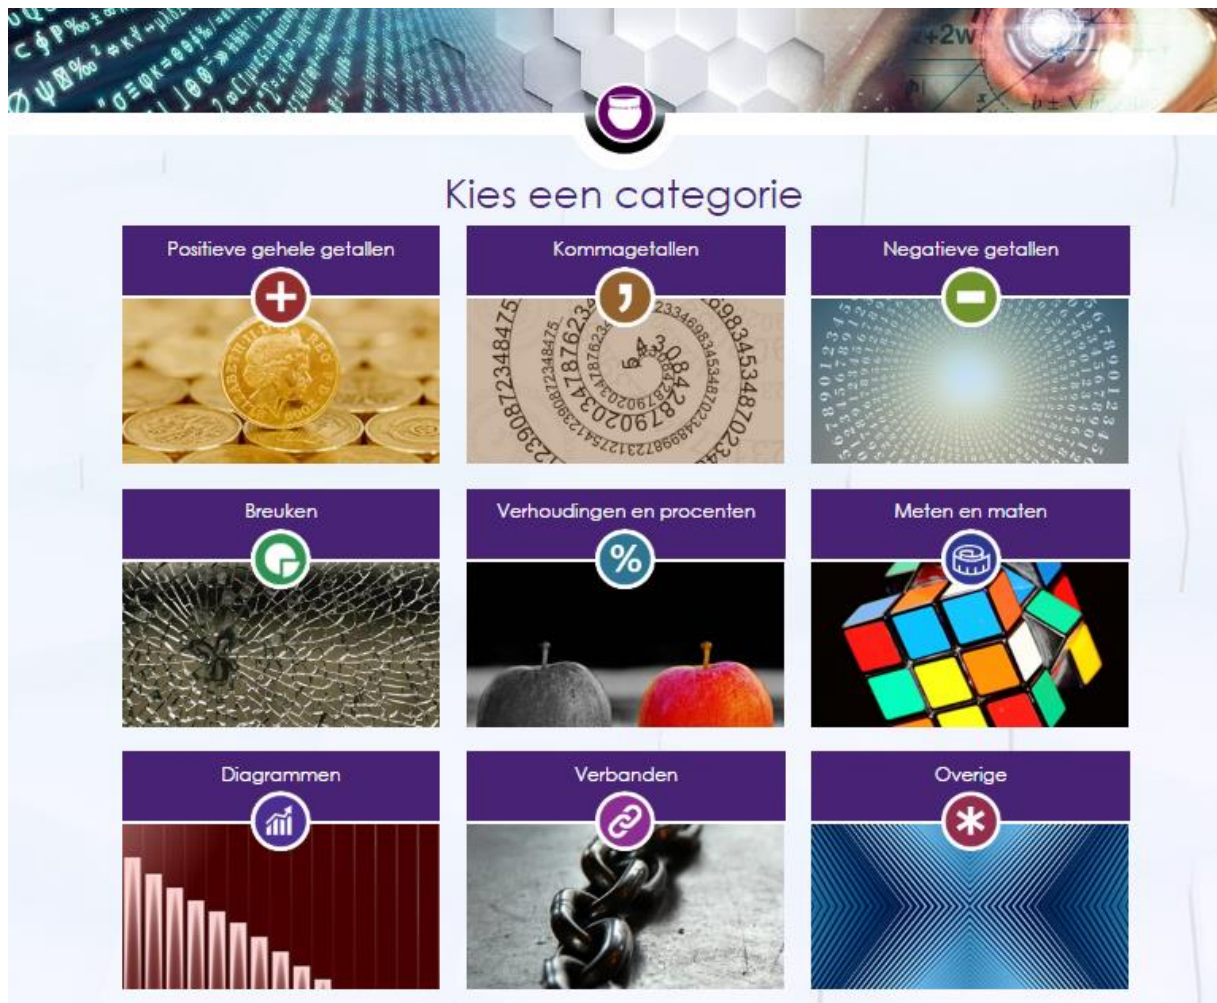 Kies een categorie
Positieve gehele getallen
Kommagetallen
Negatieve getallen
Breuken
Verhoudingen en procenten
%
Meten en maten
Diagrammen
Verbanden
Overige